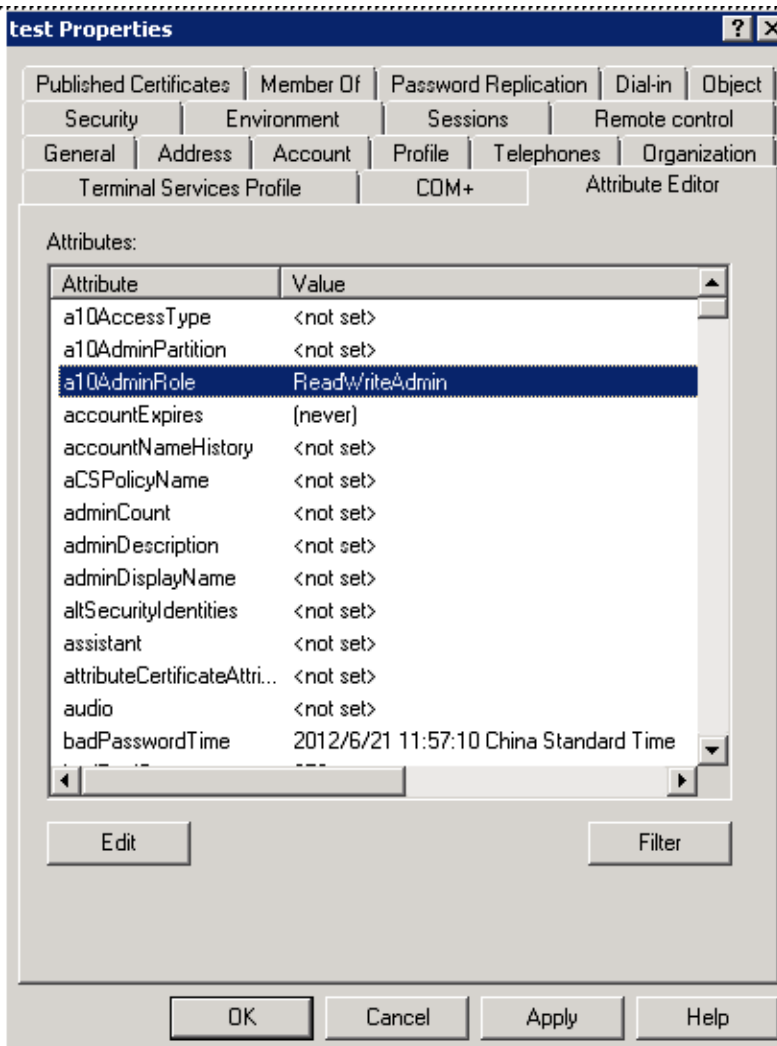 test Properties
Published Certificates Member Of Password Replication Dial-in Object
Security Environment Sessions Remote control
General Address Account Profile Telephones Organization
Terminal Services Profile COM+ Attribute Editor
Attributes:
Attribute Value
a10AccessType <not set>
a10AdminPartition <not set>
a10AdminRole ReadWriteAdmin
accountExpires (never)
accountNameHistory <not set>
aCSPolicyName <not set>
adminCount <not set>
adminDescription <not set>
adminDisplayName <not set>
altSecurityIdentities <not set>
assistant <not set>
attributeCertificateAttri... <not set>
audio <not set>
badPasswordTime 2012/6/21 11:57:10 China Standard Time
Edit Filter
OK Cancel Apply Help